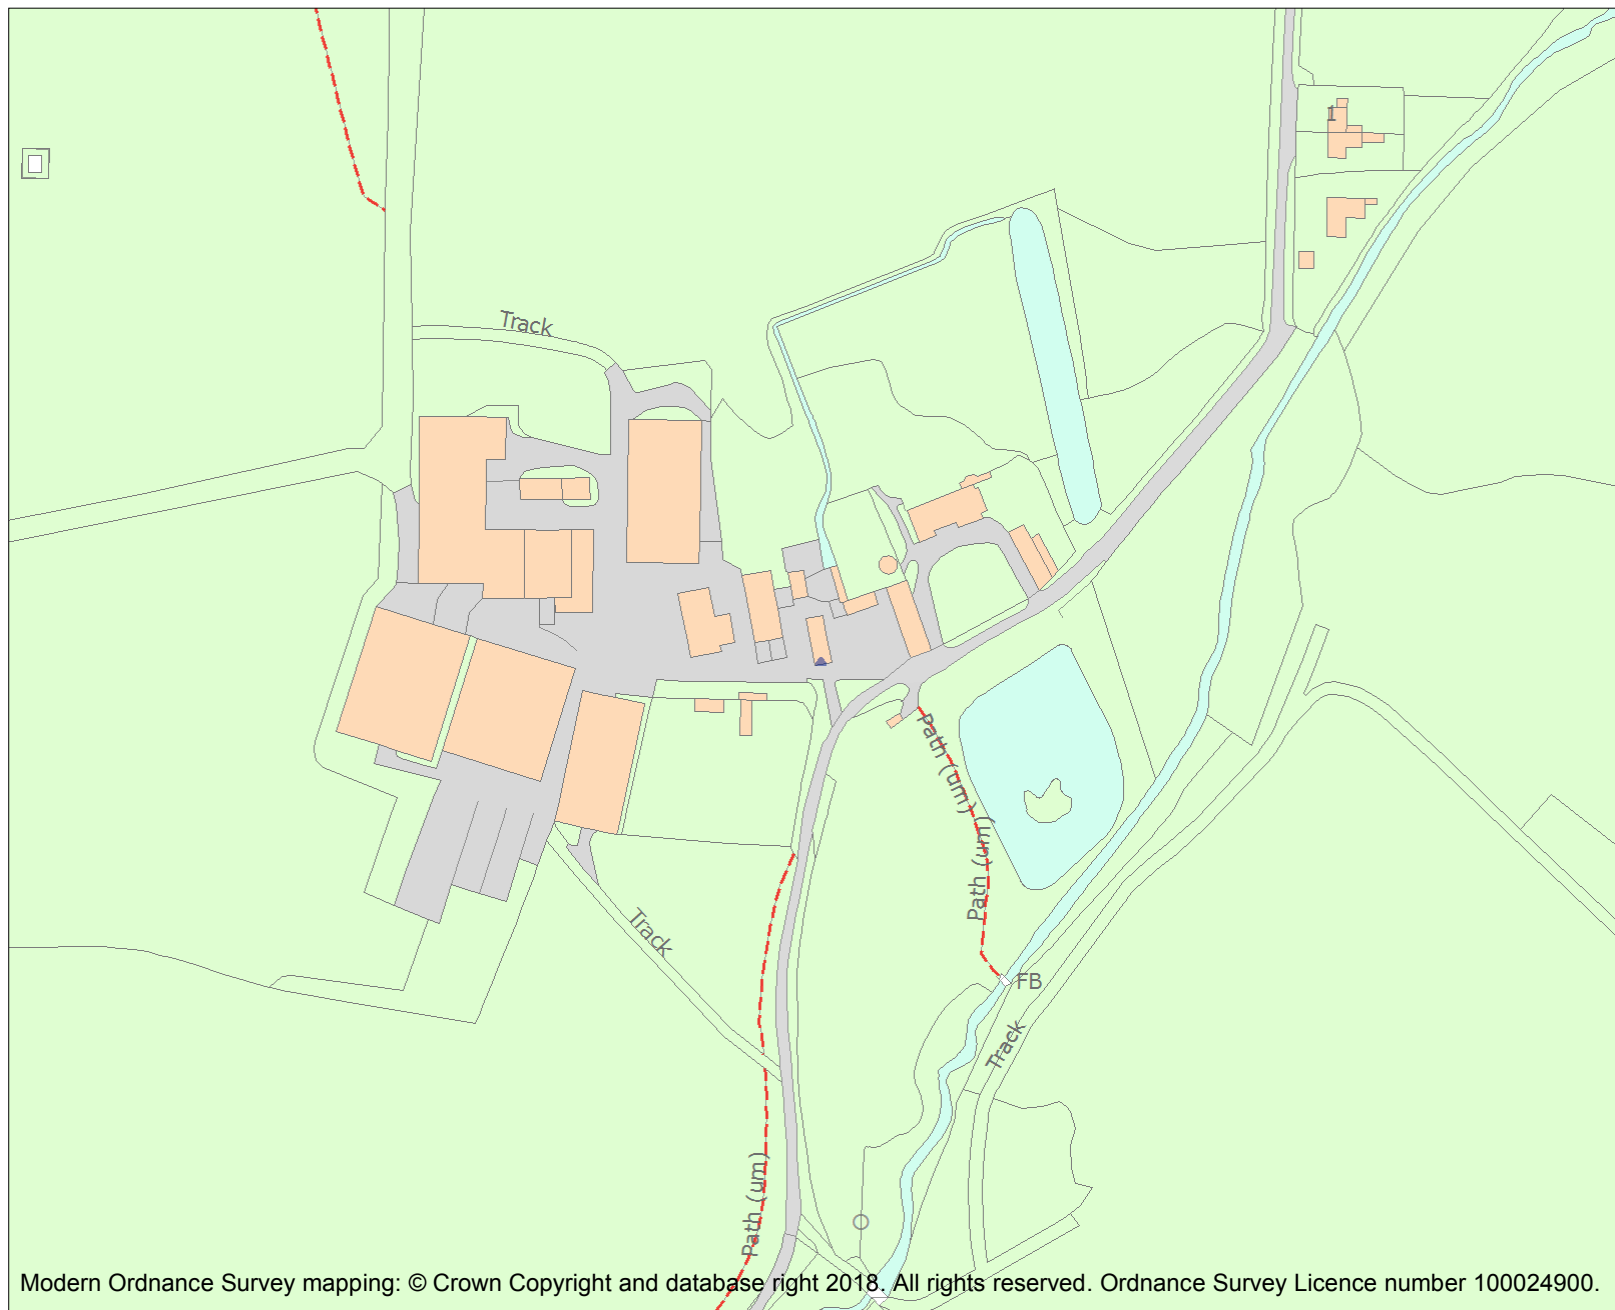 1
Track
Path (um)
Path (um)
Track
FB
Track
Path (um)
Modern Ordnance Survey mapping: © Crown Copyright and database right 2018. All rights reserved. Ordnance Survey Licence number 100024900.